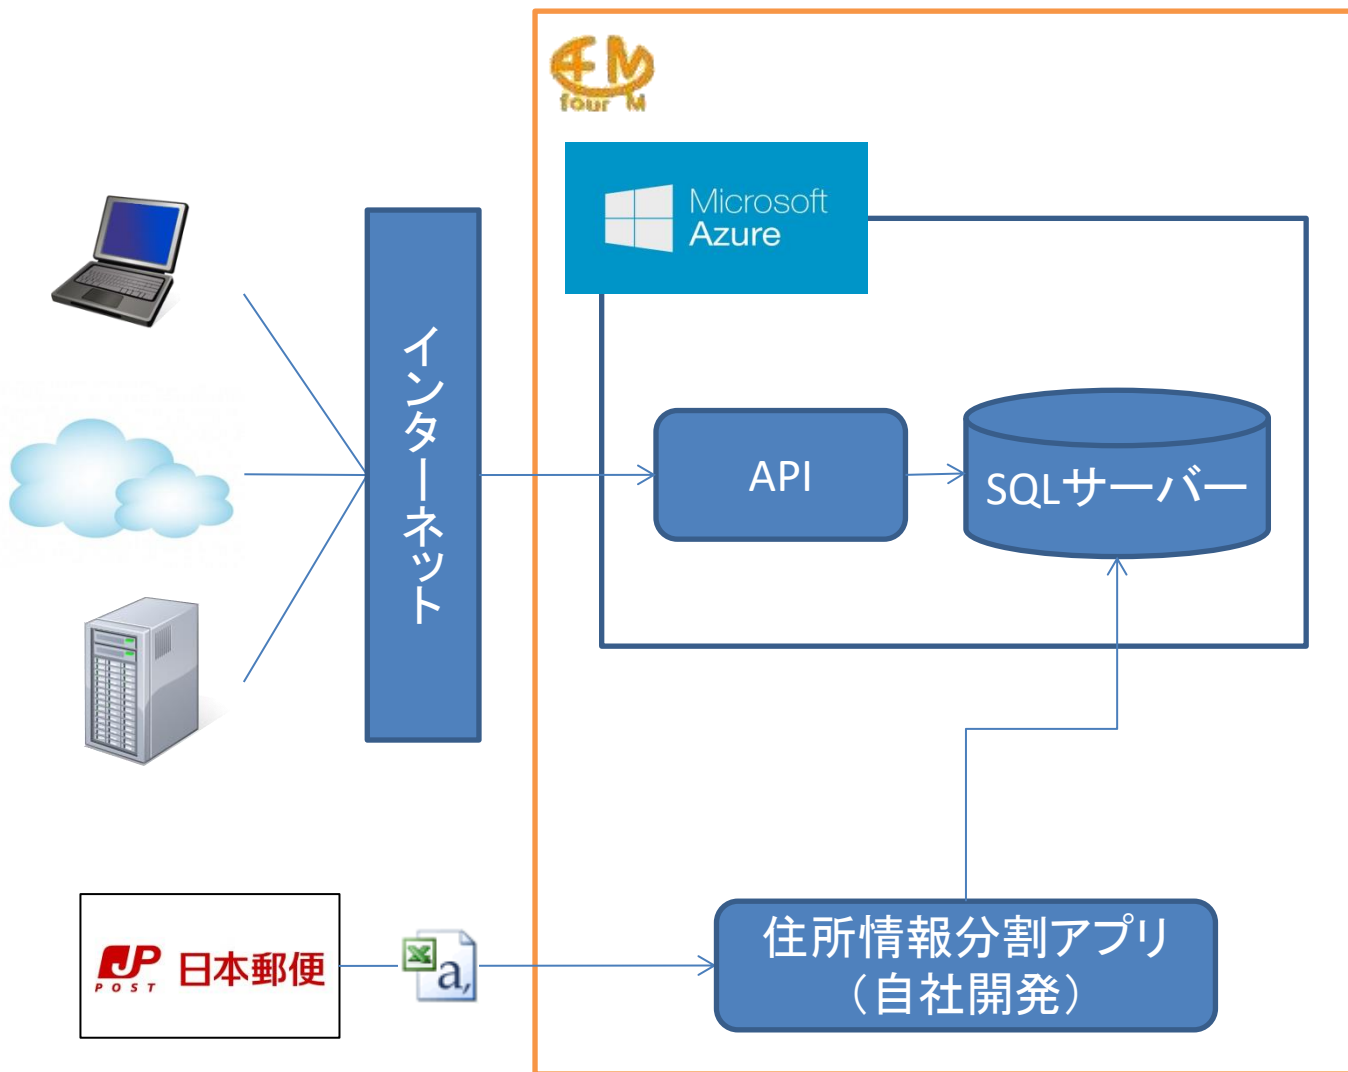 4M
four M
Microsoft
Azure
インターネット
API
SQLサーバー
JP
POST
日本郵便
a,
住所情報分割アプリ
（自社開発）